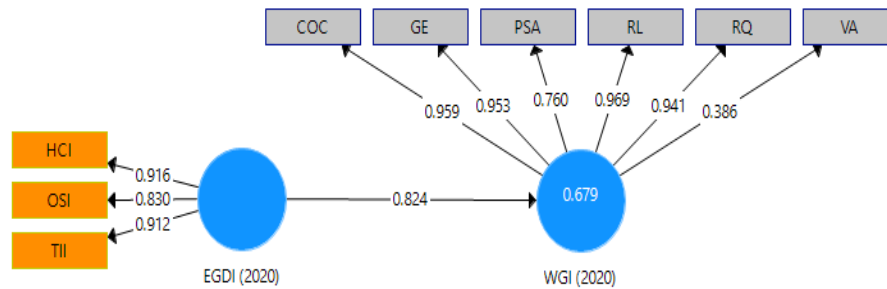 COC GE PSA RL RQ VA
0.959 0.953 0.760 0.969 0.941 0.386
HCI
OSI
TII
0.916
0.830
0.912
0.824
0.679
EGDI (2020)
WGI (2020)